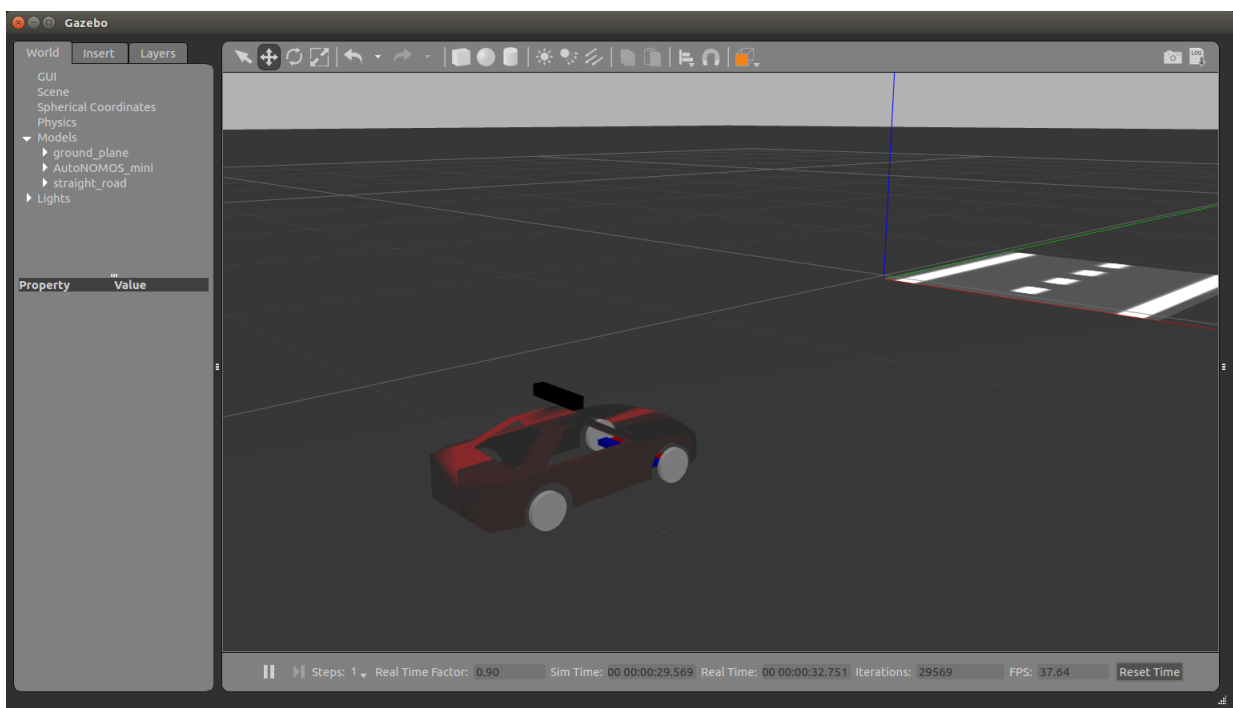 Gazebo
World Insert Layers
GUI
Scene
Spherical Coordinates
Physics
Models
ground_plane
AutoNOMOS_mini
straight_road
Lights
Property Value
LOG
Steps: 1 Real Time Factor: 0.90 Sim Time: 00 00:00:29.569 Real Time: 00 00:00:32.751 Iterations: 29569 FPS: 37.64 Reset Time